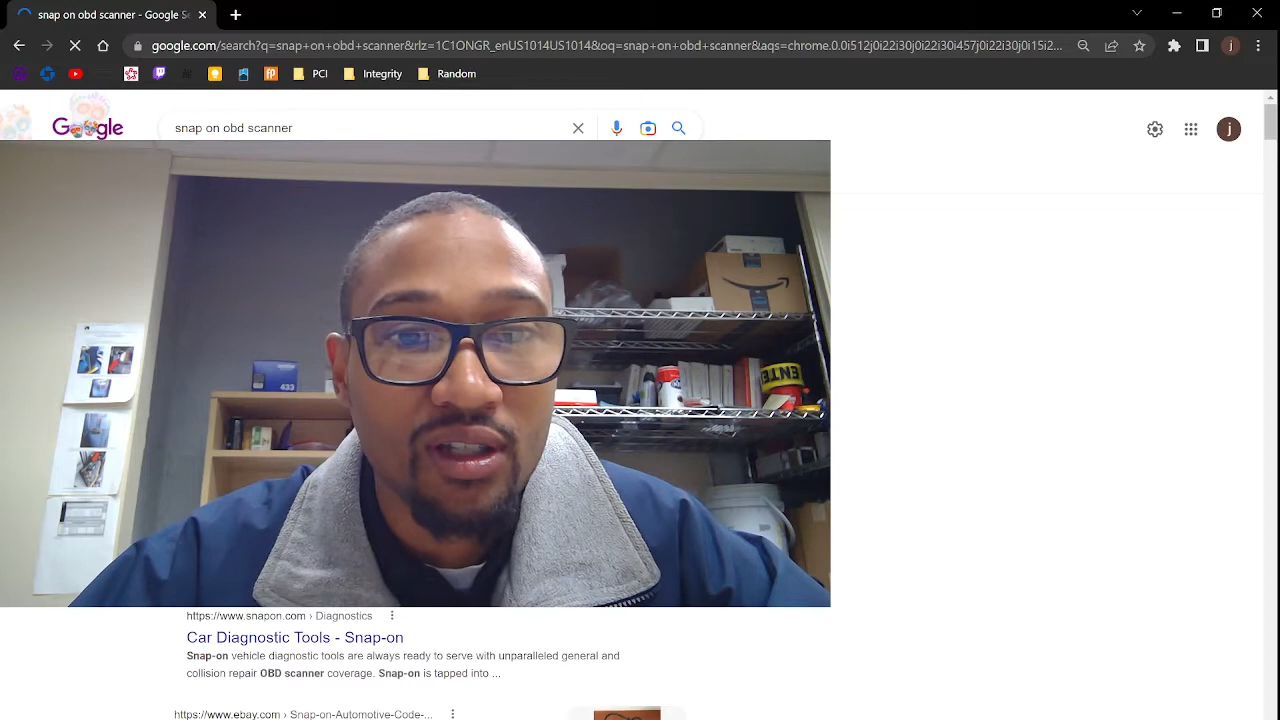 snap on obd scanner - Google Se
google.com/search?q=snap+on+obd+scanner&rlz=1C1ONGR_enUS1014US1014&oq=snap+on+obd+scanner&aqs=chrome.0.0i512j0i22i30j0i22i30i457j0i22i30j0i15i2...
j
PCI
Integrity
Random
Google
snap on obd scanner
j
433
ENTE
https://www.snapon.com › Diagnostics
Car Diagnostic Tools - Snap-on
Snap-on vehicle diagnostic tools are always ready to serve with unparalleled general and
collision repair OBD scanner coverage. Snap-on is tapped into ...
https://www.ebay.com › Snap-on-Automotive-Code-...